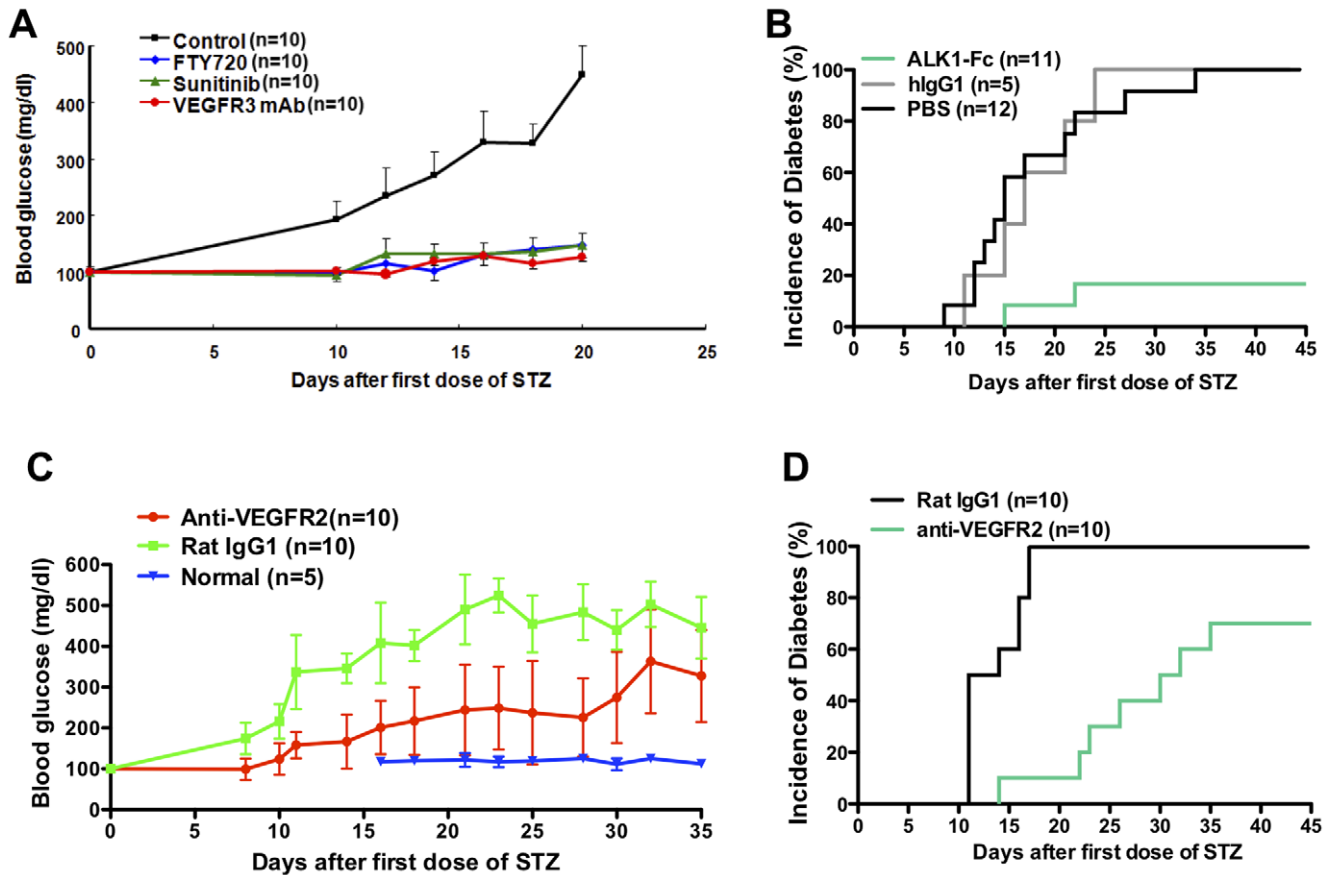 A
Control (n=10)
FTY720 (n=10)
Sunitinib(n=10)
VEGFR3 mAb(n=10)
Blood glucose (mg/dl)
500
400
300
200
100
0
0 5 10 15 20 25
Days after first dose of STZ
B
ALK1-Fc (n=11)
hIgG1 (n=5)
PBS (n=12)
Incidence of Diabetes (%)
100
80
60
40
20
0
0 5 10 15 20 25 30 35 40 45
Days after first dose of STZ
C
Anti-VEGFR2(n=10)
Rat IgG1 (n=10)
Normal (n=5)
Blood glucose (mg/dl)
600
500
400
300
200
100
0
0 5 10 15 20 25 30 35
Days after first dose of STZ
D
Rat IgG1 (n=10)
anti-VEGFR2 (n=10)
Incidence of Diabetes (%)
100
80
60
40
20
0
0 5 10 15 20 25 30 35 40 45
Days after first dose of STZ